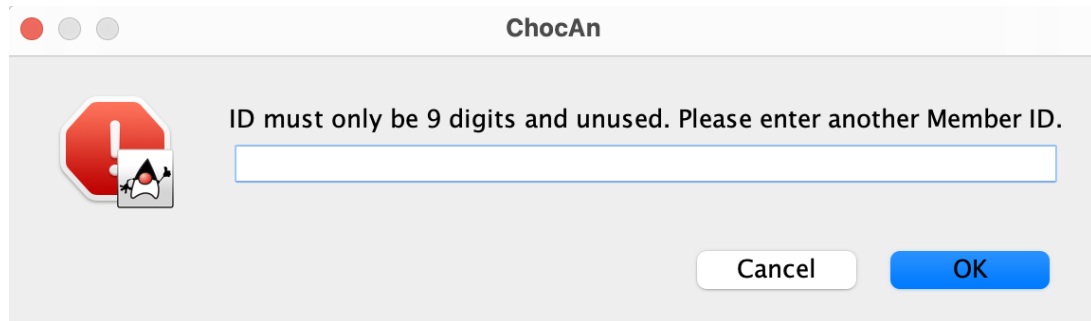 ChocAn
ID must only be 9 digits and unused. Please enter another Member ID.
Cancel
OK